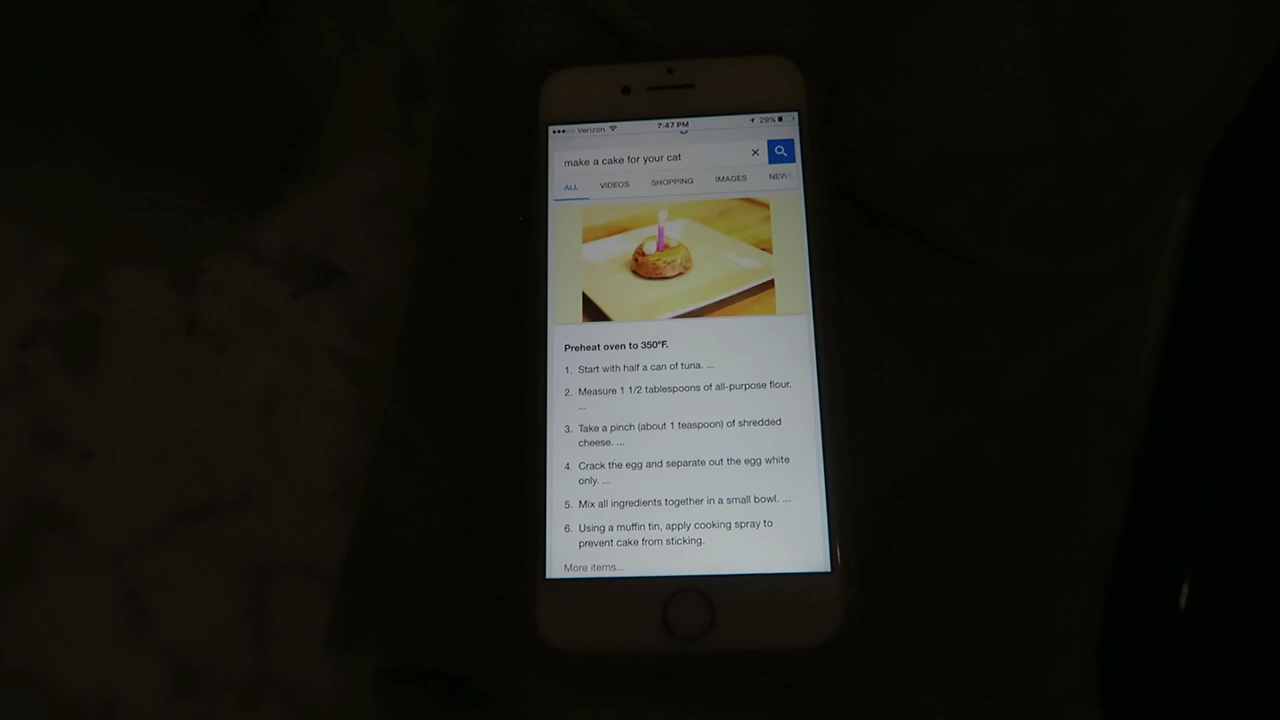 Verizon 7:47 PM 29%
make a cake for your cat ×
ALL VIDEOS SHOPPING IMAGES NEWS
Preheat oven to 350°F.
1. Start with half a can of tuna. ...
2. Measure 1 1/2 tablespoons of all-purpose flour.
...
3. Take a pinch (about 1 teaspoon) of shredded
cheese. ...
4. Crack the egg and separate out the egg white
only. ...
5. Mix all ingredients together in a small bowl. ...
6. Using a muffin tin, apply cooking spray to
prevent cake from sticking.
More items...